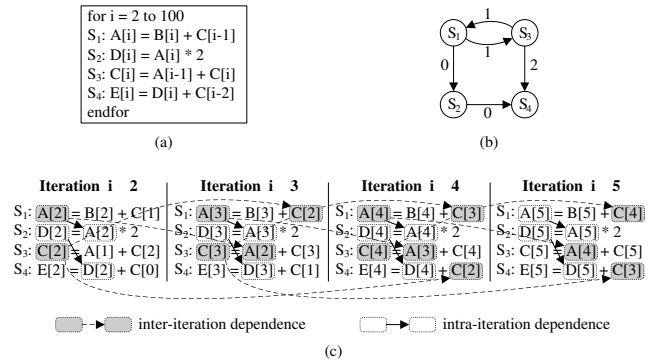 for i = 2 to 100
S₁: A[i] = B[i] + C[i-1]
S₂: D[i] = A[i] * 2
S₃: C[i] = A[i-1] + C[i]
S₄: E[i] = D[i] + C[i-2]
endfor
(a)
1
S₁ S₃
1
0 2
S₂ S₄
0
(b)
Iteration i 2 Iteration i 3 Iteration i 4 Iteration i 5
S₁: A[2] = B[2] + C[1] S₁: A[3] = B[3] + C[2] S₁: A[4] = B[4] + C[3] S₁: A[5] = B[5] + C[4]
S₂: D[2] = A[2] * 2 S₂: D[3] = A[3] * 2 S₂: D[4] = A[4] * 2 S₂: D[5] = A[5] * 2
S₃: C[2] = A[1] + C[2] S₃: C[3] = A[2] + C[3] S₃: C[4] = A[3] + C[4] S₃: C[5] = A[4] + C[5]
S₄: E[2] = D[2] + C[0] S₄: E[3] = D[3] + C[1] S₄: E[4] = D[4] + C[2] S₄: E[5] = D[5] + C[3]
inter-iteration dependence intra-iteration dependence
(c)